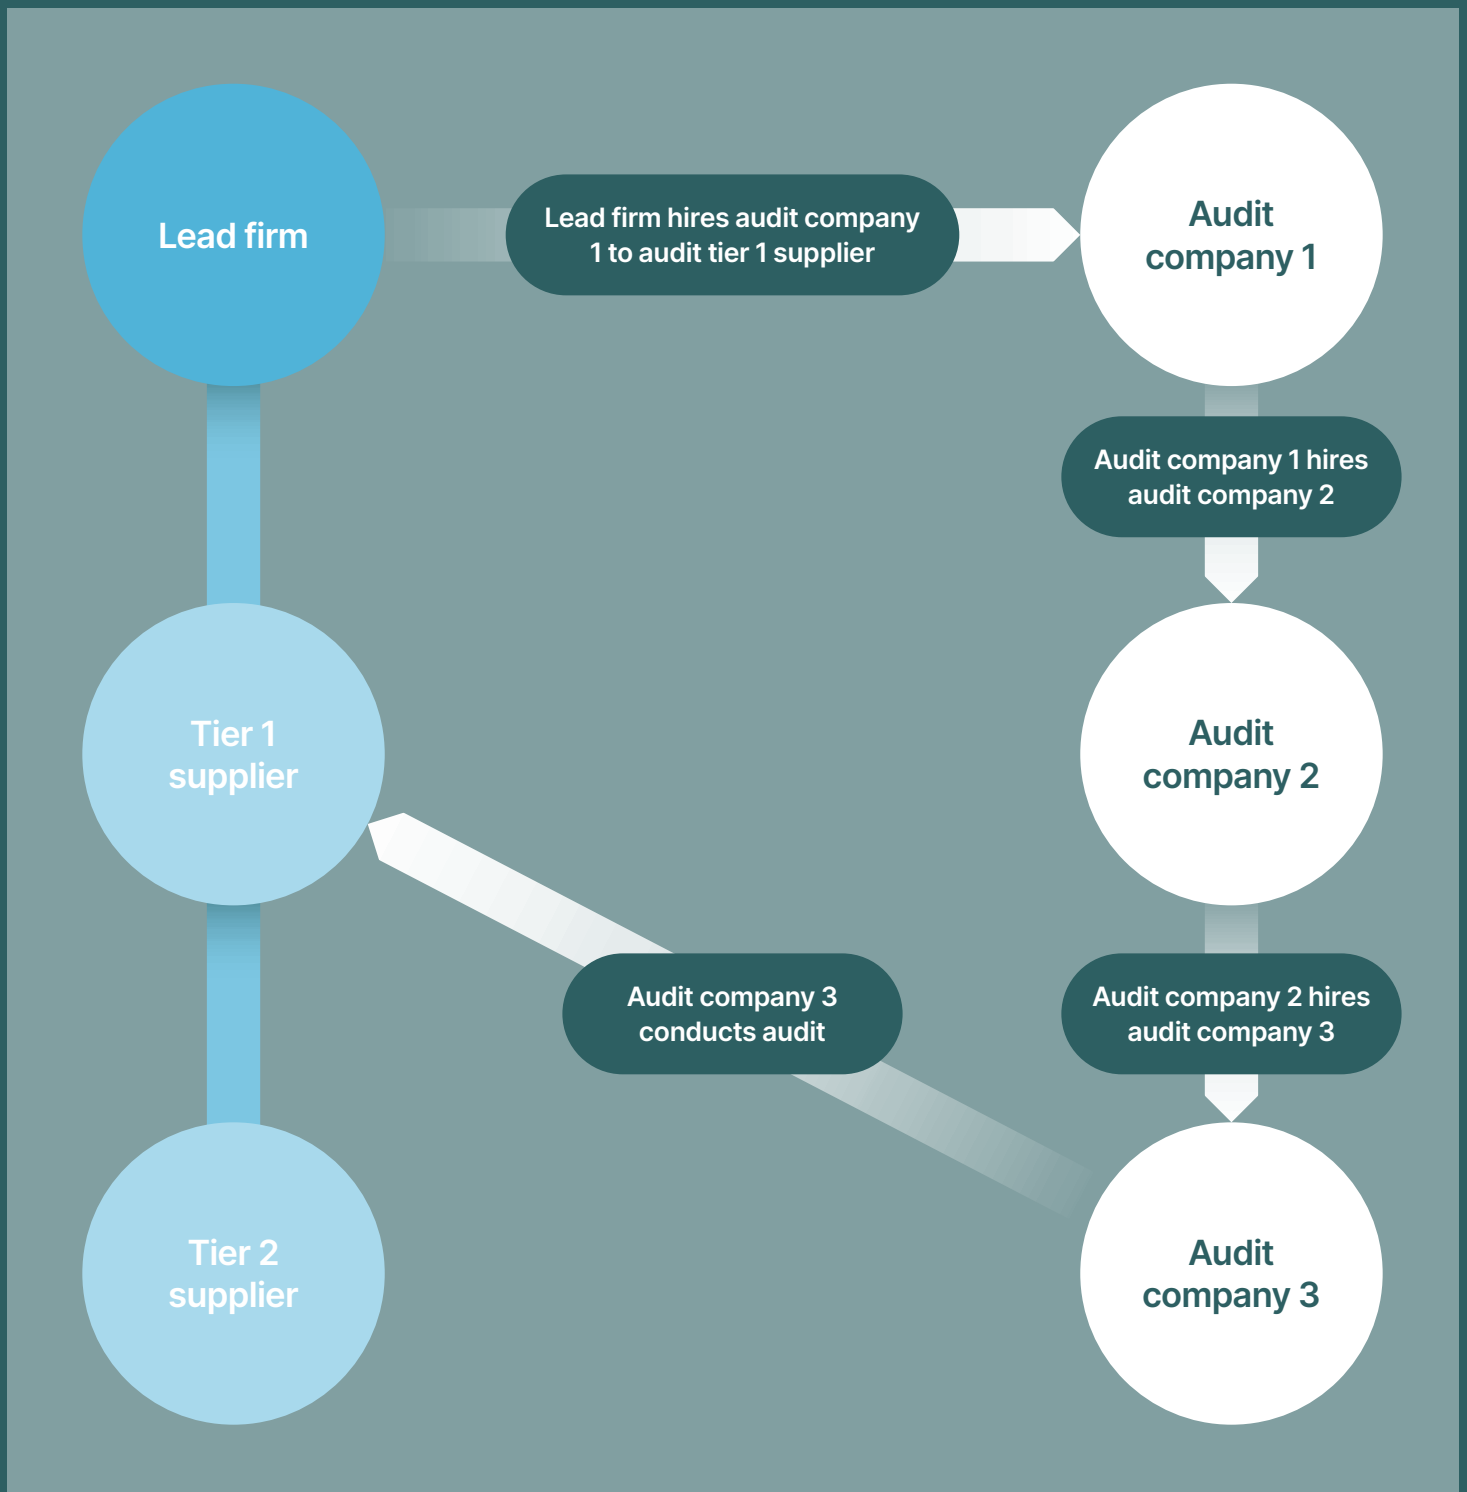 Lead firm
Lead firm hires audit company
1 to audit tier 1 supplier
Audit
company 1
Audit company 1 hires
audit company 2
Tier 1
supplier
Audit
company 2
Audit company 3
conducts audit
Audit company 2 hires
audit company 3
Tier 2
supplier
Audit
company 3